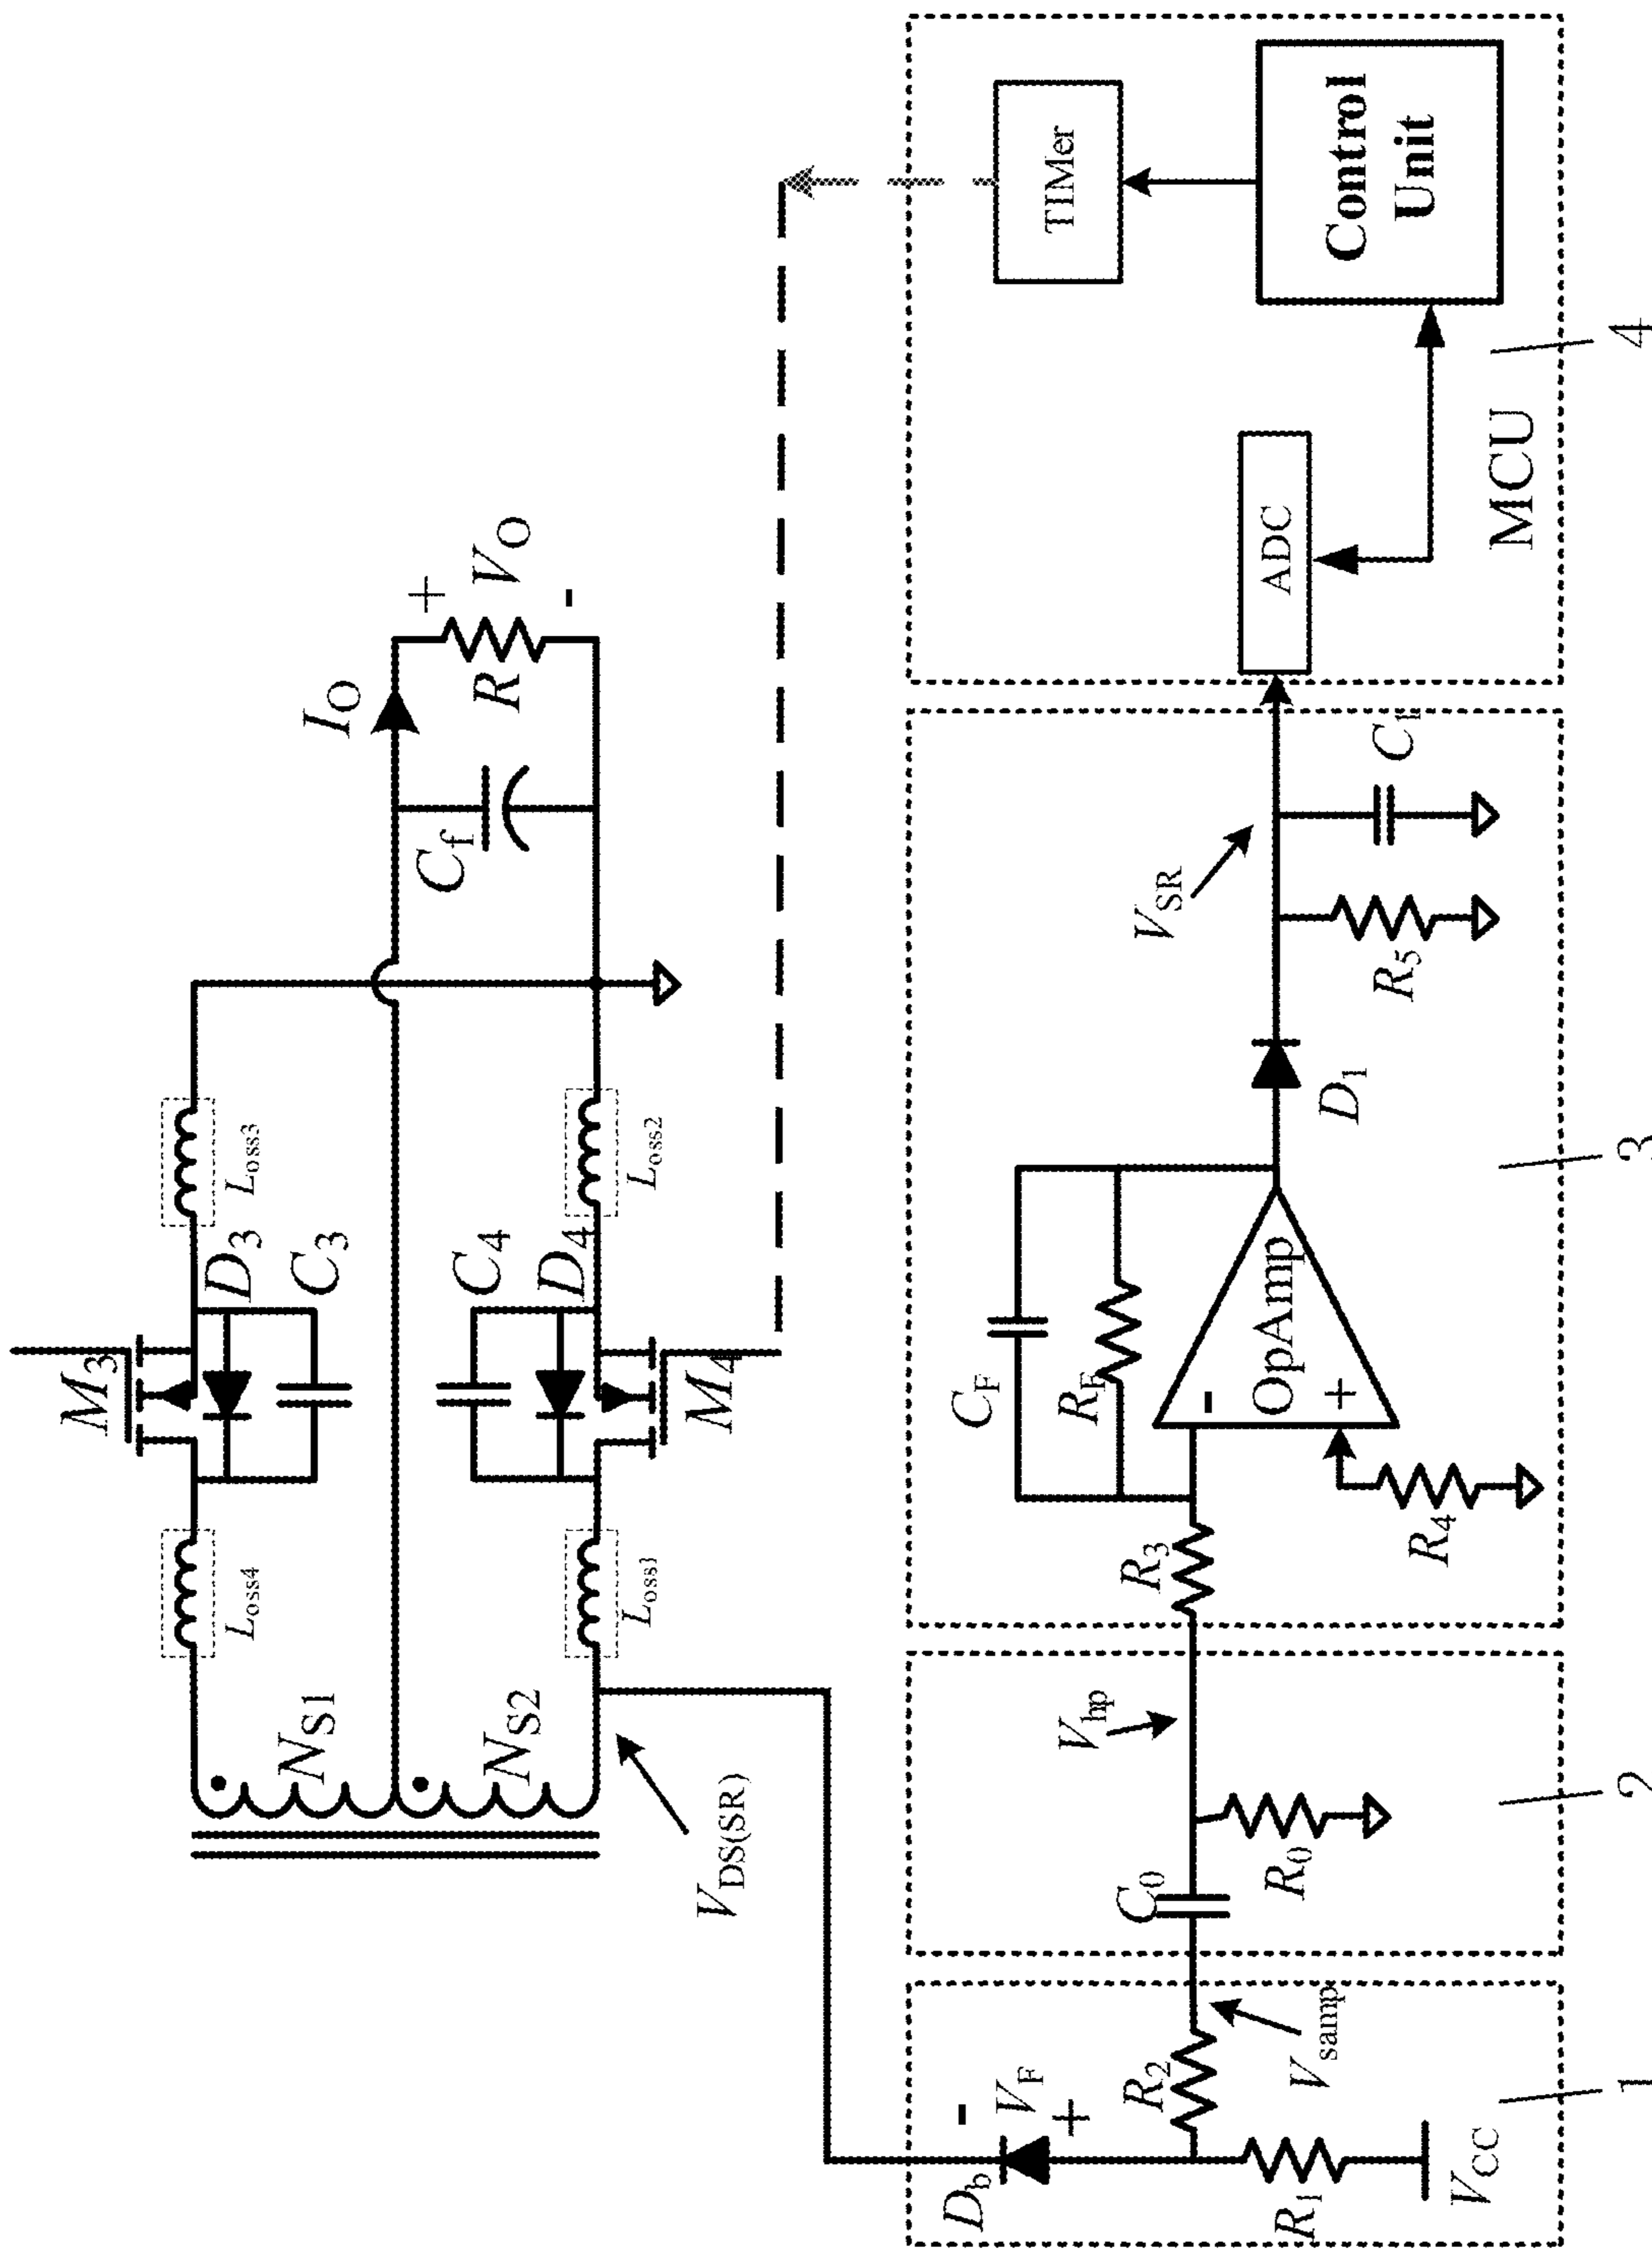 M3
D3
C3
Loss4
Loss3
NS1
NS2
C4
D4
M4
Loss1
Loss2
VDS(SR)
IO
Cf
R
+
VO
-
Db
-
VF
+
R1
R2
VCC
Vsamp
1
C0
R0
Vhp
2
R3
CF
RF
-
OpAmp
+
R4
D1
VSR
R5
C1
3
ADC
TIMer
Control
Unit
MCU
4